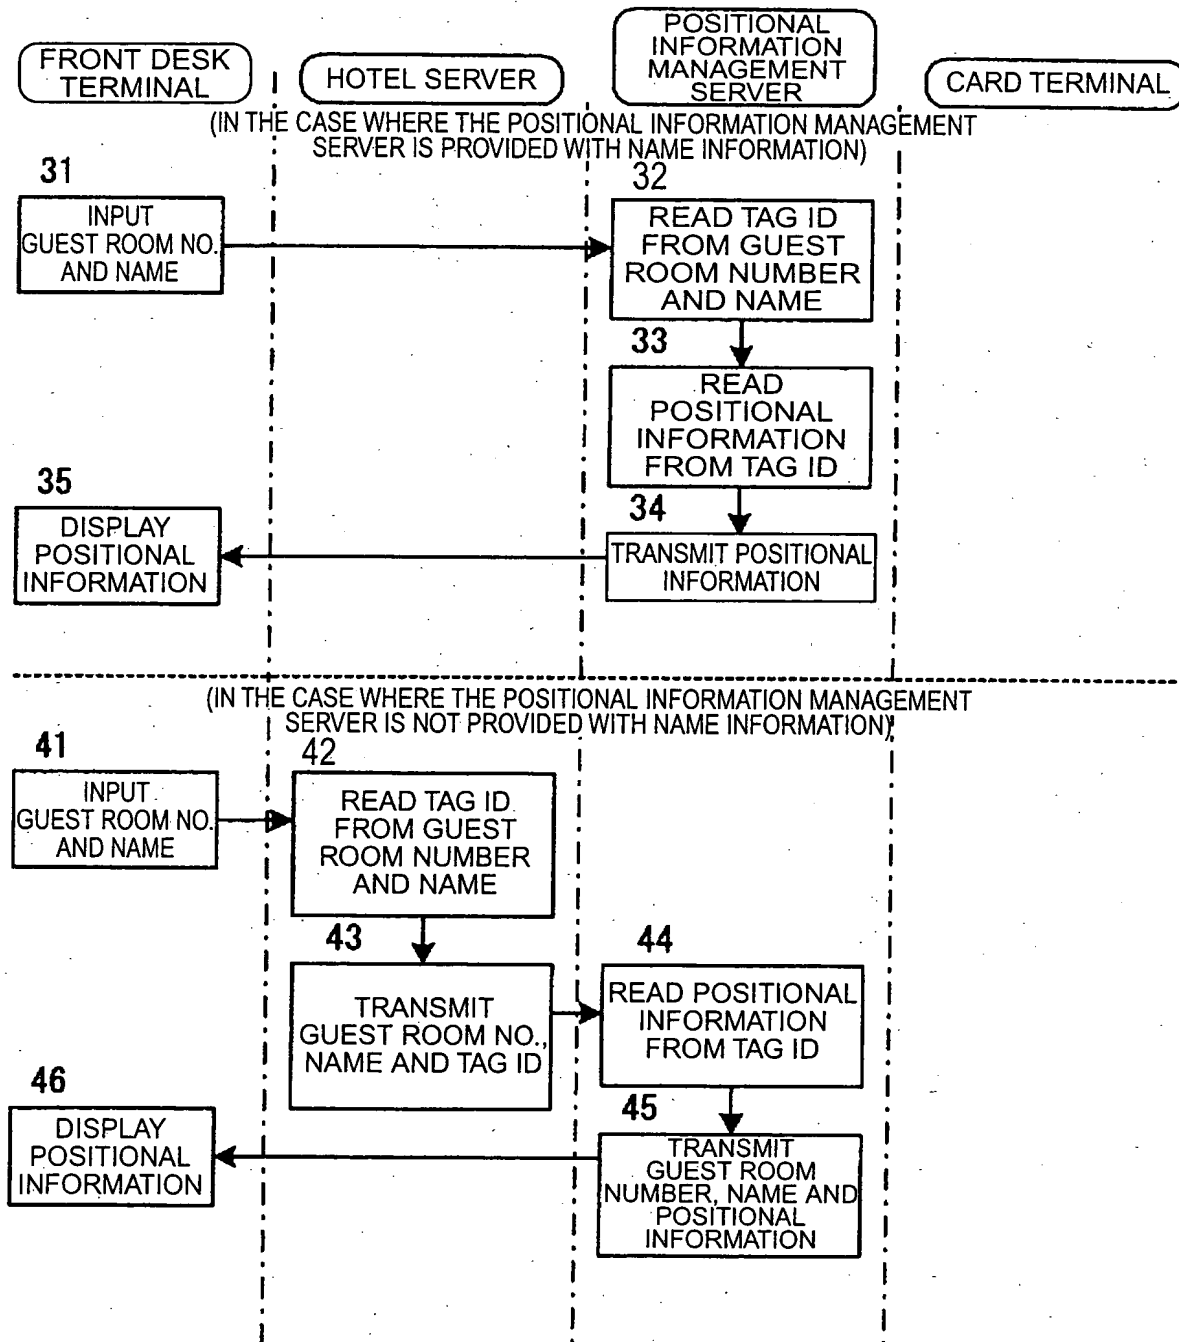 FRONT DESK
TERMINAL
HOTEL SERVER
POSITIONAL
INFORMATION
MANAGEMENT
SERVER
CARD TERMINAL
(IN THE CASE WHERE THE POSITIONAL INFORMATION MANAGEMENT
SERVER IS PROVIDED WITH NAME INFORMATION)
31
INPUT
GUEST ROOM NO.
AND NAME
32
READ TAG ID
FROM GUEST
ROOM NUMBER
AND NAME
33
READ
POSITIONAL
INFORMATION
FROM TAG ID
34
TRANSMIT POSITIONAL
INFORMATION
35
DISPLAY
POSITIONAL
INFORMATION
(IN THE CASE WHERE THE POSITIONAL INFORMATION MANAGEMENT
SERVER IS NOT PROVIDED WITH NAME INFORMATION)
41
INPUT
GUEST ROOM NO.
AND NAME
42
READ TAG ID
FROM GUEST
ROOM NUMBER
AND NAME
43
TRANSMIT
GUEST ROOM NO.,
NAME AND TAG ID
44
READ POSITIONAL
INFORMATION
FROM TAG ID
45
TRANSMIT
GUEST ROOM
NUMBER, NAME AND
POSITIONAL
INFORMATION
46
DISPLAY
POSITIONAL
INFORMATION